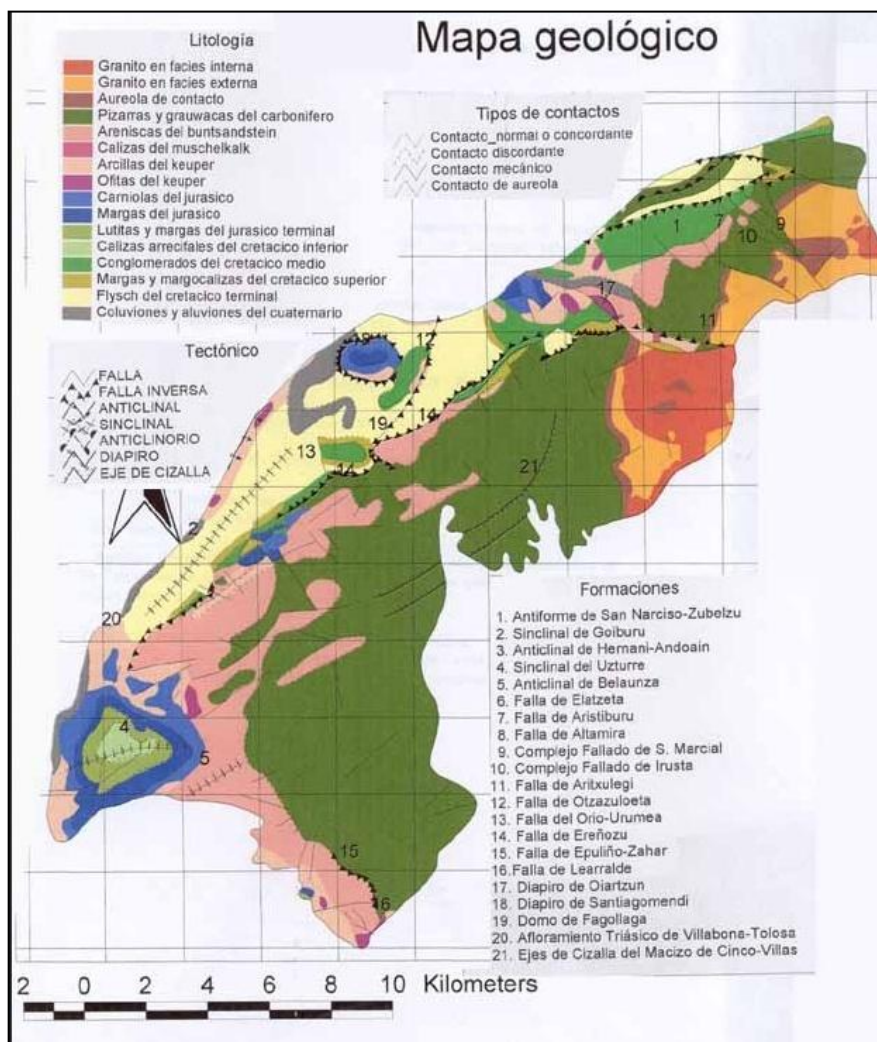 Mapa geológico
Litología
Granito en facies interna
Granito en facies externa
Aureola de contacto
Pizarras y grauwacas del carbonifero
Areniscas del buntsandstein
Calizas del muschelkalk
Arcillas del keuper
Ofitas del keuper
Carniolas del jurasico
Margas del jurasico
Lutitas y margas del jurasico terminal
Calizas arrecifales del cretacico inferior
Conglomerados del cretacico medio
Margas y margocalizas del cretacico superior
Flysch del cretacico terminal
Coluviones y aluviones del cuaternario
Tipos de contactos
Contacto_normal o concordante
Contacto discordante
Contacto mecánico
Contacto de aureola
Tectónico
FALLA
FALLA INVERSA
ANTICLINAL
SINCLINAL
ANTICLINORIO
DIAPIRO
EJE DE CIZALLA
1
7
10
9
17
11
18
12
14
19
13
14
21
2
3
20
4
5
15
16
Formaciones
1. Antiforme de San Narciso-Zubelzu
2. Sinclinal de Goiburu
3. Anticlinal de Hernani-Andoain
4. Sinclinal del Uzturre
5. Anticlinal de Belaunza
6. Falla de Elatzeta
7. Falla de Aristiburu
8. Falla de Altamira
9. Complejo Fallado de S. Marcial
10. Complejo Fallado de Irusta
11. Falla de Aritxulegi
12. Falla de Otzazuloeta
13. Falla del Orio-Urumea
14. Falla de Ereñozu
15. Falla de Epuliño-Zahar
16. Falla de Learralde
17. Diapiro de Oiartzun
18. Diapiro de Santiagomendi
19. Domo de Fagollaga
20. Afloramiento Triásico de Villabona-Tolosa
21. Ejes de Cizalla del Macizo de Cinco-Villas
2 0 2 4 6 8 10 Kilometers